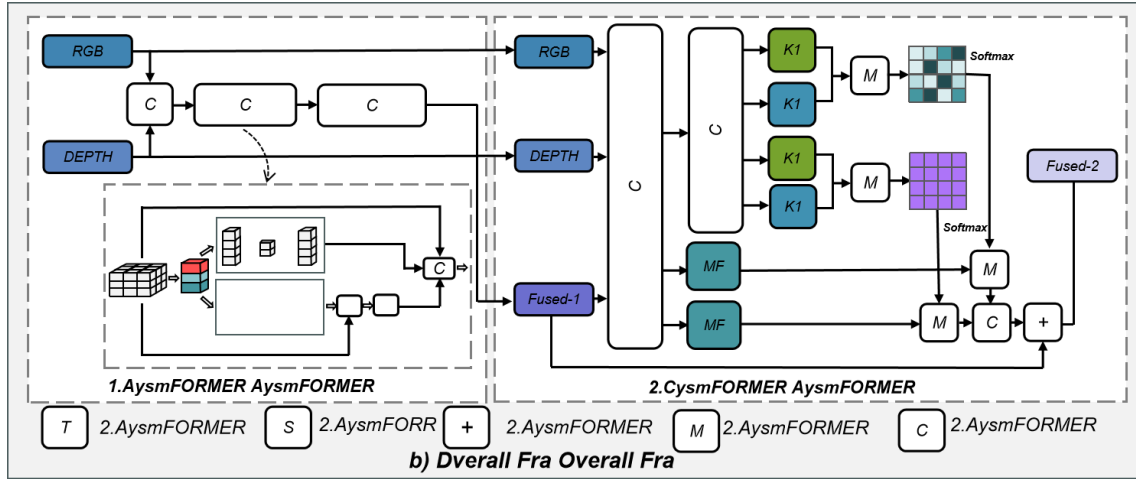 RGB
C
C
C
DEPTH
C
1.AysmFORMER AysmFORMER
RGB
DEPTH
Fused-1
C
C
K1
K1
K1
K1
M
M
Softmax
Softmax
MF
MF
M
M
C
+
Fused-2
2.CysmFORMER AysmFORMER
T 2.AysmFORMER S 2.AysmFORR + 2.AysmFORMER M 2.AysmFORMER C 2.AysmFORMER
b) Dverall Fra Overall Fra